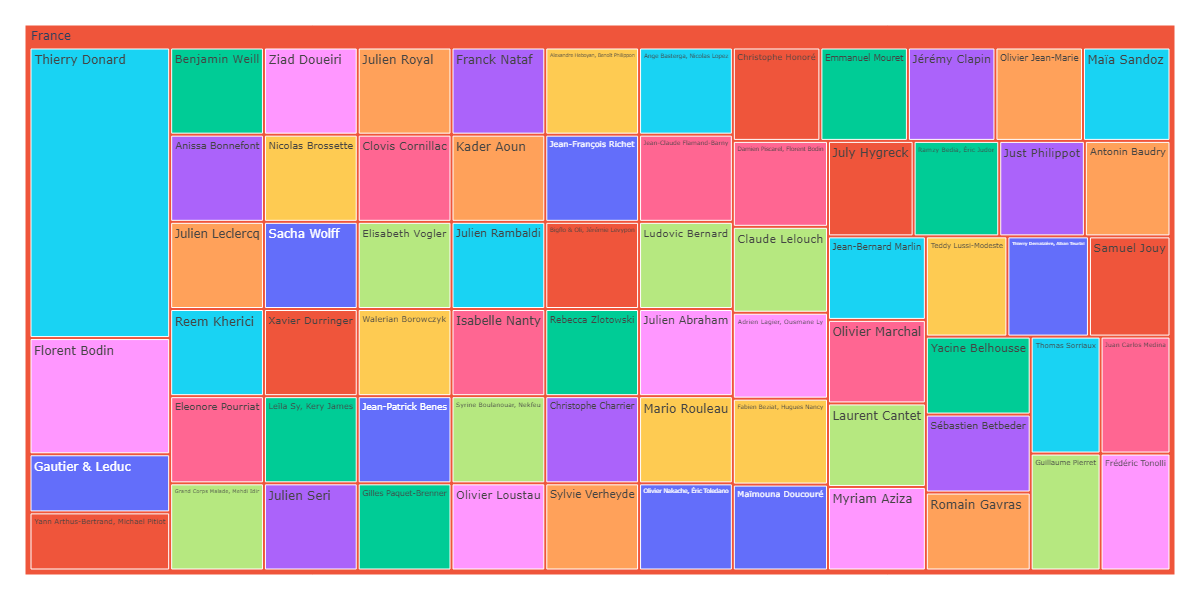 France
Thierry Donard
Florent Bodin
Gautier & Leduc
Yann Arthus-Bertrand, Michael Pitiot
Benjamin Weill
Anissa Bonnefont
Julien Leclercq
Reem Kherici
Eleonore Pourriat
Grand Corps Malade, Mehdi Idir
Ziad Doueiri
Nicolas Brossette
Sacha Wolff
Xavier Durringer
Leïla Sy, Kery James
Julien Seri
Julien Royal
Clovis Cornillac
Elisabeth Vogler
Walerian Borowczyk
Jean-Patrick Benes
Gilles Paquet-Brenner
Franck Nataf
Kader Aoun
Julien Rambaldi
Isabelle Nanty
Syrine Boulanouar, Nekfeu
Olivier Loustau
Alexandre Heboyan, Benoît Philippon
Jean-François Richet
Bigflo & Oli, Jérémie Levypon
Rebecca Zlotowski
Christophe Charrier
Sylvie Verheyde
Ange Basterga, Nicolas Lopez
Jean-Claude Flamand-Barny
Ludovic Bernard
Julien Abraham
Mario Rouleau
Olivier Nakache, Éric Toledano
Christophe Honoré
Damien Piscarel, Florent Bodin
Claude Lelouch
Adrien Lagier, Ousmane Ly
Fabien Beziat, Hugues Nancy
Maïmouna Doucouré
Emmanuel Mouret
Jérémy Clapin
Olivier Jean-Marie
Maïa Sandoz
July Hygreck
Ramzy Bedia, Éric Judor
Just Philippot
Antonin Baudry
Jean-Bernard Marlin
Olivier Marchal
Laurent Cantet
Myriam Aziza
Teddy Lussi-Modeste
Thierry Demaizière, Alban Teurlai
Samuel Jouy
Yacine Belhousse
Sébastien Betbeder
Romain Gavras
Thomas Sorriaux
Juan Carlos Medina
Guillaume Pierret
Frédéric Tonolli